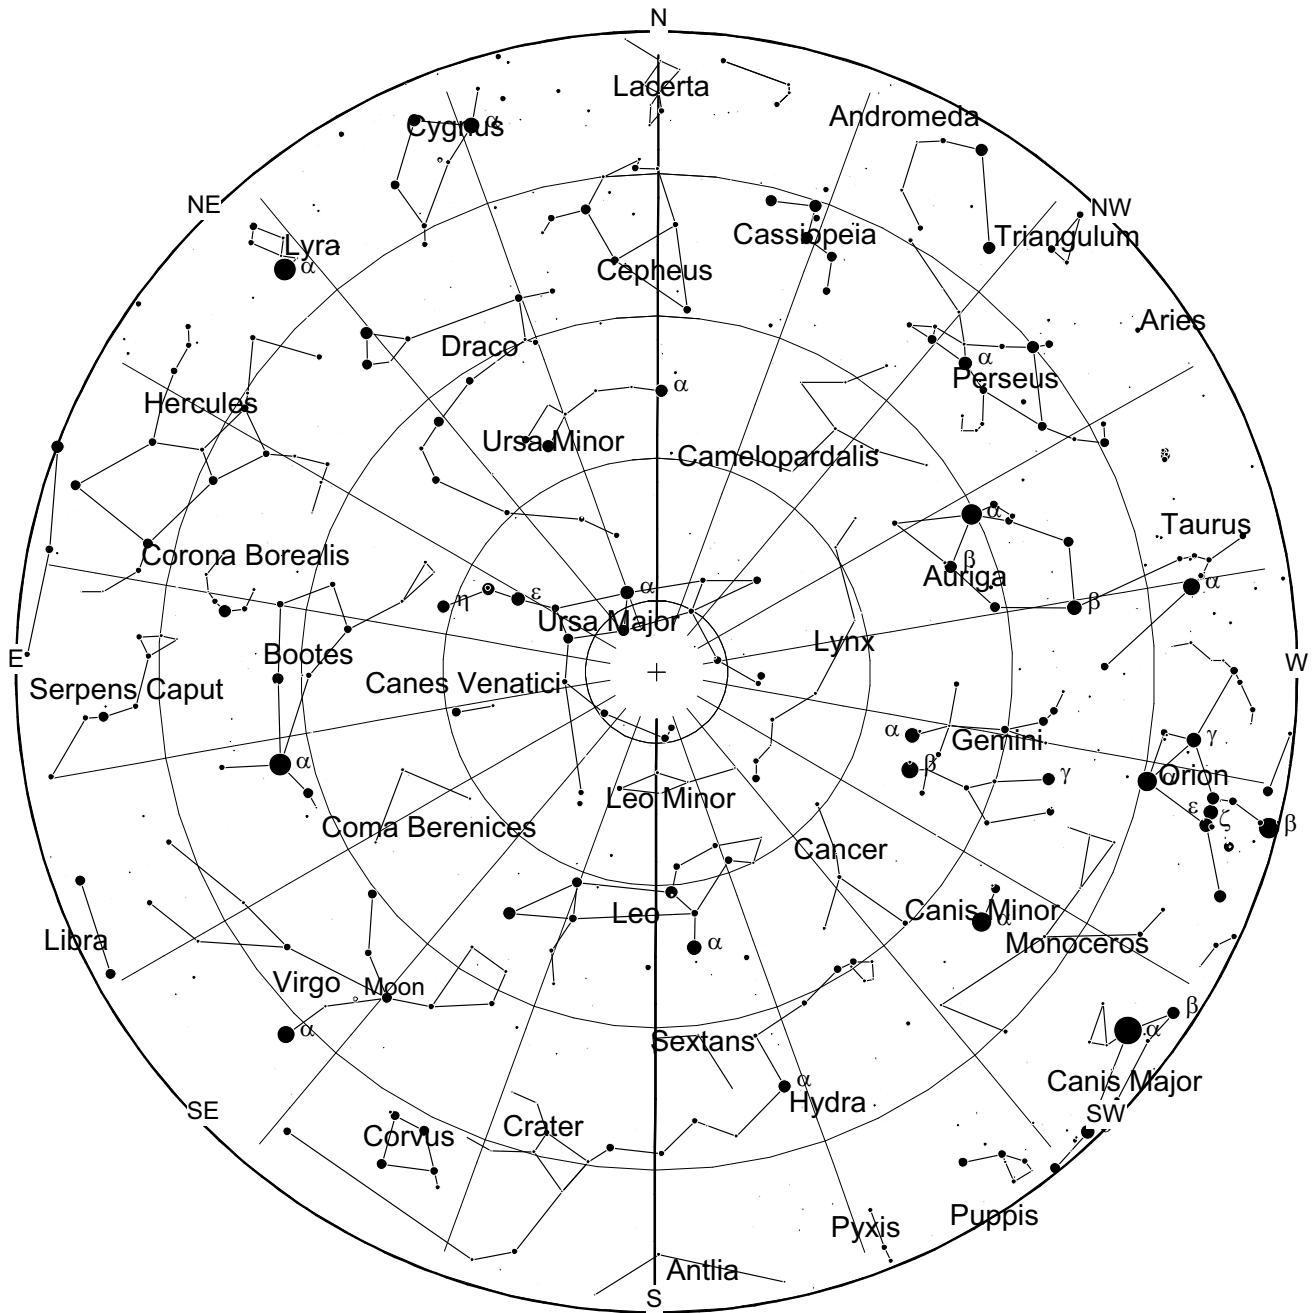 N
Lacerta
Andromeda
Cygnus α
NE
NW
Cassiopeia
Triangulum
Lyra
α
Cepheus
Aries
Draco
α
Perseus
α
Hercules
Ursa Minor
Camelopardalis
α
Taurus
Corona Borealis
β
Auriga
α
α
ε
η
β
Ursa Major
Lynx
E
Bootes
W
Serpens Caput
Canes Venatici
α
Gemini
γ
α
β
γ
α Orion
Leo Minor
ε
ζ
β
Coma Berenices
Cancer
Leo
Canis Minor
α
Libra
α
Monoceros
Virgo
Moon
β
α
α
Sextans
α
Canis Major
Hydra
SE
SW
Crater
Corvus
Puppis
Pyxis
Antlia
S